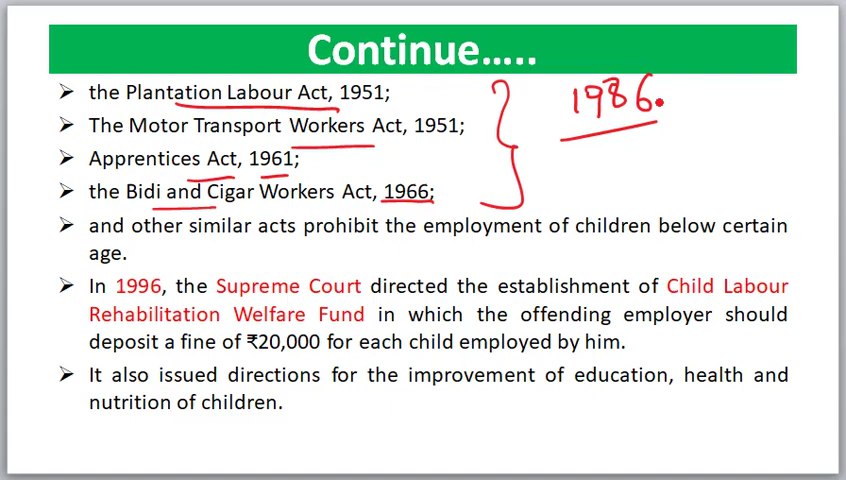 Continue…..
➢ the Plantation Labour Act, 1951;
1986.
➢ The Motor Transport Workers Act, 1951;
➢ Apprentices Act, 1961;
➢ the Bidi and Cigar Workers Act, 1966;
➢ and other similar acts prohibit the employment of children below certain
age.
➢ In 1996, the Supreme Court directed the establishment of Child Labour
Rehabilitation Welfare Fund in which the offending employer should
deposit a fine of ₹20,000 for each child employed by him.
➢ It also issued directions for the improvement of education, health and
nutrition of children.